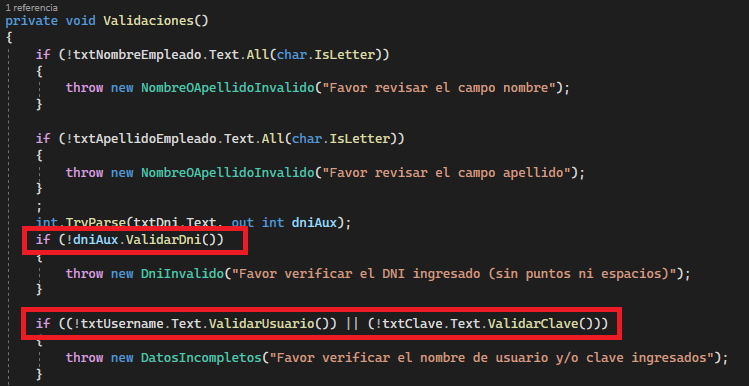 1 referencia
private void Validaciones()
{
if (!txtNombreEmpleado.Text.All(char.IsLetter))
{
throw new NombreOApellidoInvalido("Favor revisar el campo nombre");
}
if (!txtApellidoEmpleado.Text.All(char.IsLetter))
{
throw new NombreOApellidoInvalido("Favor revisar el campo apellido");
}
;
int.TryParse(txtDni.Text, out int dniAux);
if (!dniAux.ValidarDni())
{
throw new DniInvalido("Favor verificar el DNI ingresado (sin puntos ni espacios)");
}
if ((!txtUsername.Text.ValidarUsuario()) || (!txtClave.Text.ValidarClave()))
{
throw new DatosIncompletos("Favor verificar el nombre de usuario y/o clave ingresados");
}